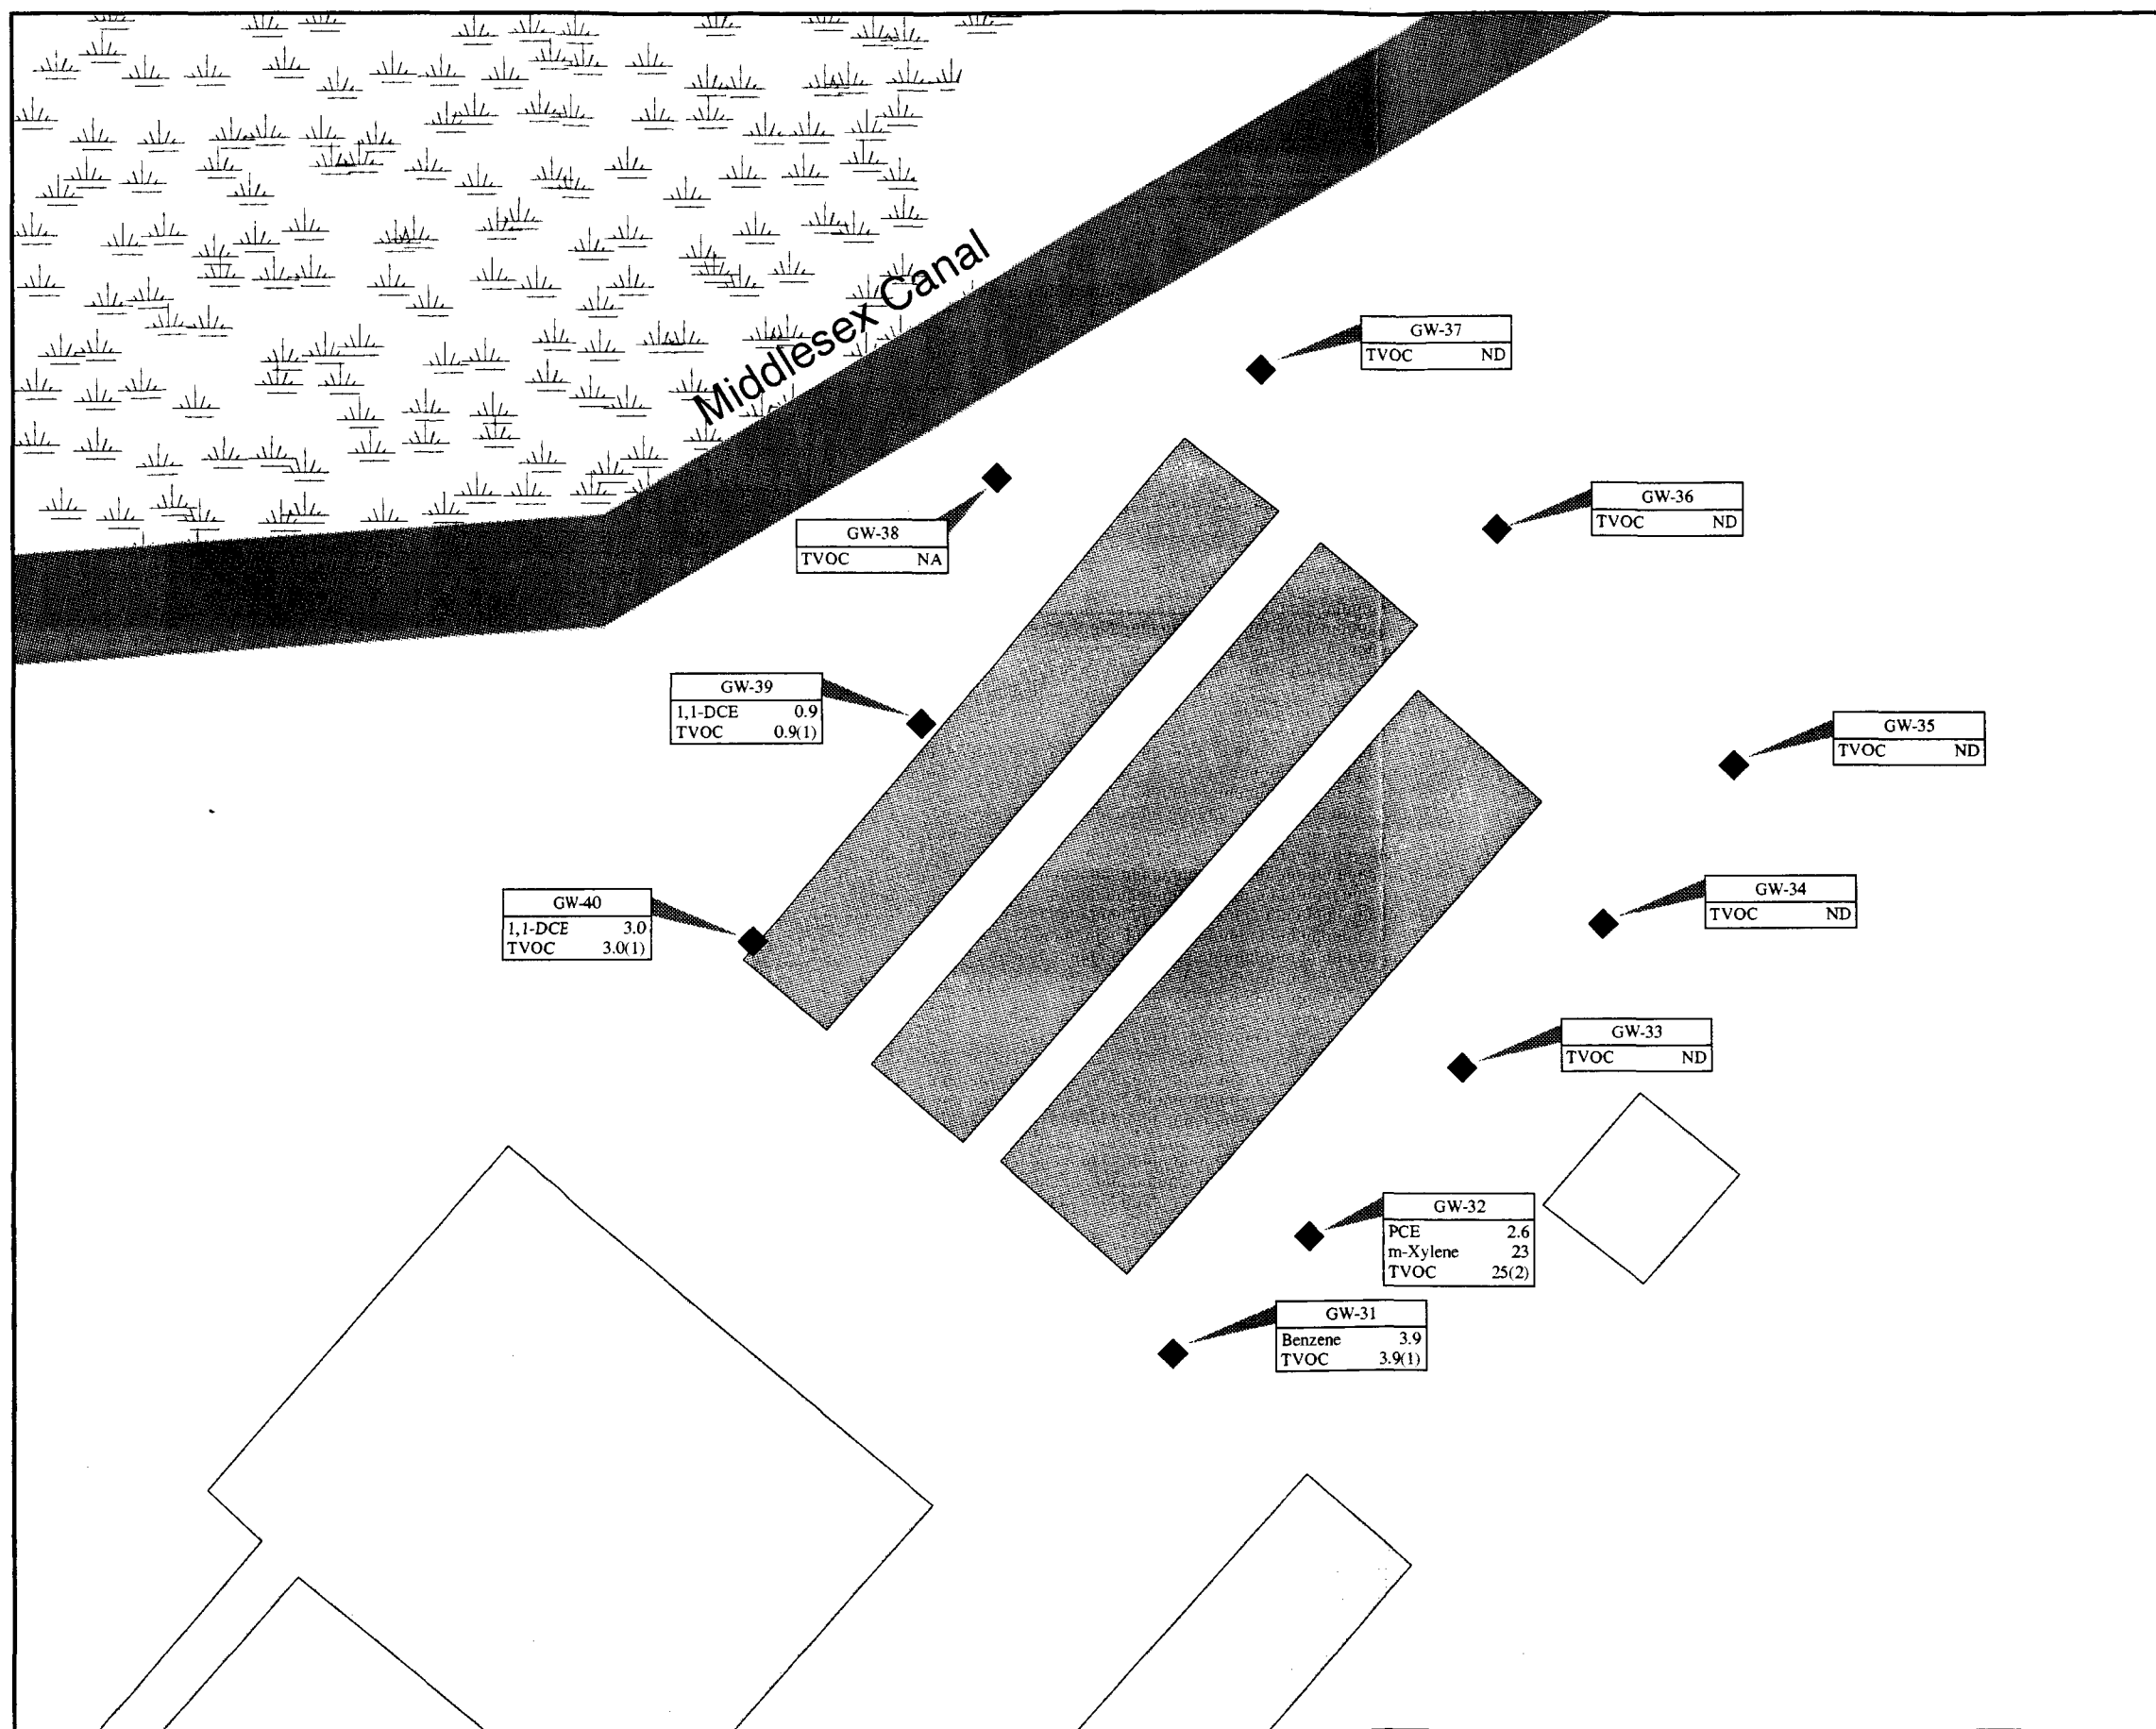 Middlesex Canal
GW-37
TVOC ND
GW-36
TVOC ND
GW-38
TVOC NA
GW-39
1,1-DCE 0.9
TVOC 0.9(1)
GW-35
TVOC ND
GW-34
TVOC ND
GW-40
1,1-DCE 3.0
TVOC 3.0(1)
GW-33
TVOC ND
GW-32
PCE 2.6
m-Xylene 23
TVOC 25(2)
GW-31
Benzene 3.9
TVOC 3.9(1)